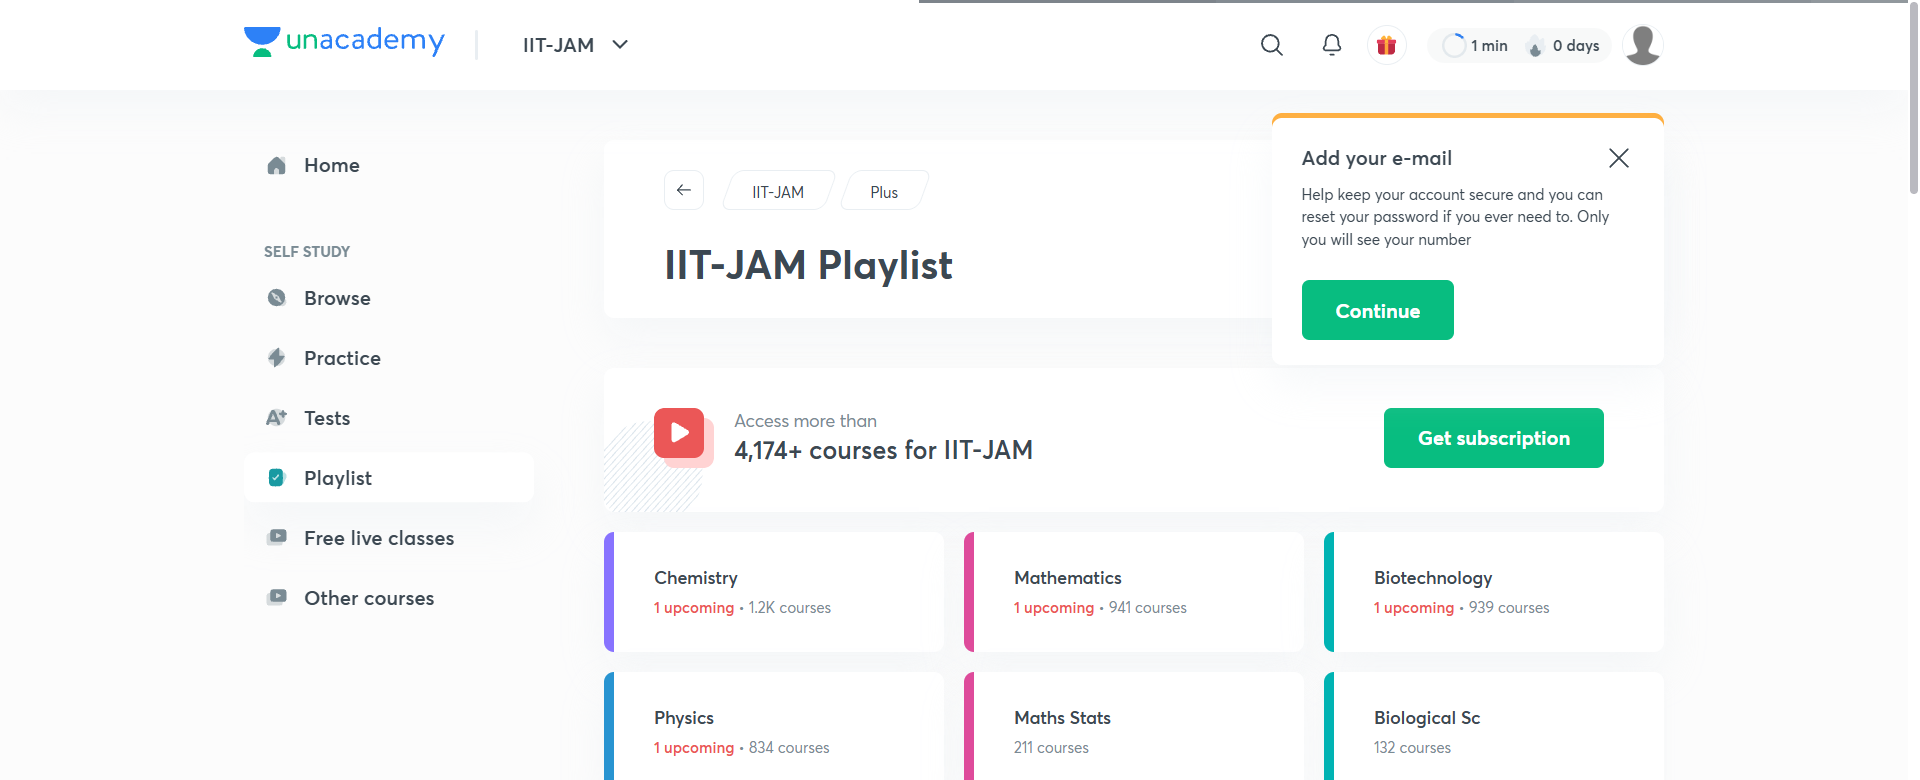 unacademy
IIT-JAM
1 min
0 days
Home
SELF STUDY
Browse
Practice
A+ Tests
Playlist
Free live classes
Other courses
IIT-JAM
Plus
IIT-JAM Playlist
Add your e-mail
Help keep your account secure and you can
reset your password if you ever need to. Only
you will see your number
Continue
Access more than
4,174+ courses for IIT-JAM
Get subscription
Chemistry
1 upcoming • 1.2K courses
Mathematics
1 upcoming • 941 courses
Biotechnology
1 upcoming • 939 courses
Physics
1 upcoming • 834 courses
Maths Stats
211 courses
Biological Sc
132 courses